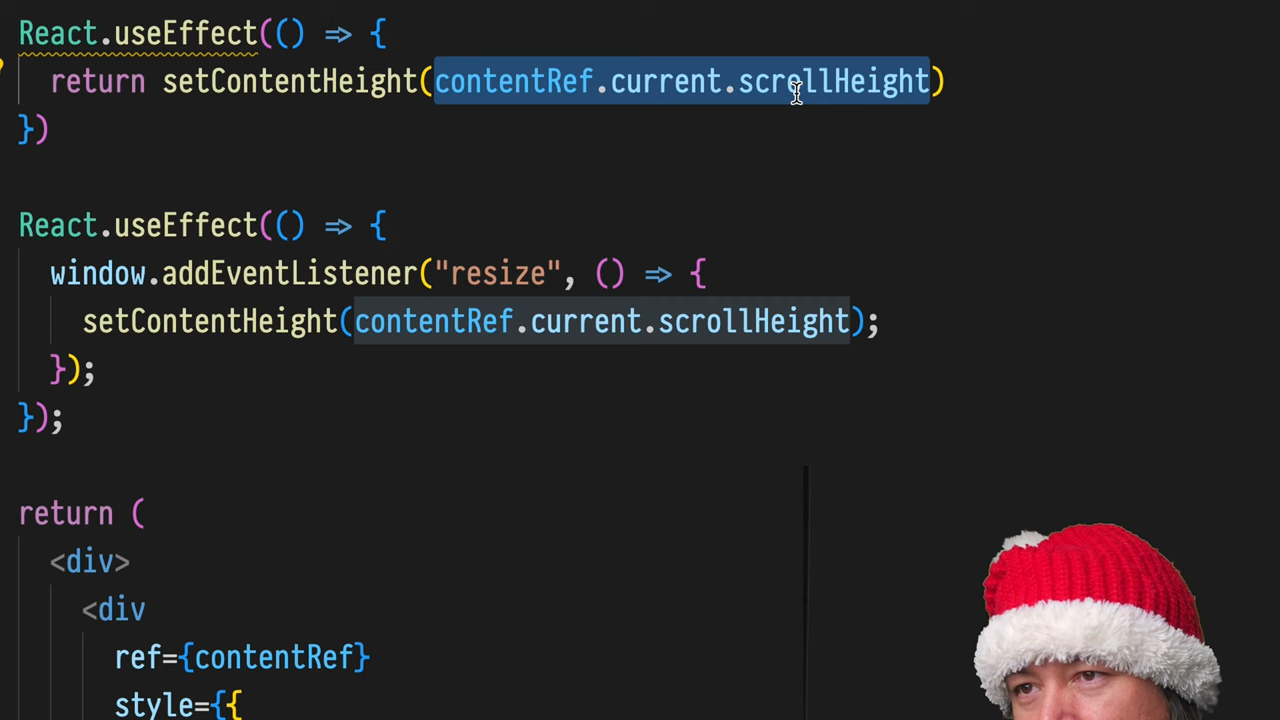 React.useEffect(() => {
return setContentHeight(contentRef.current.scrollHeight)
})
React.useEffect(() => {
window.addEventListener("resize", () => {
setContentHeight(contentRef.current.scrollHeight);
});
});
return (
<div>
<div
ref={contentRef}
style={{